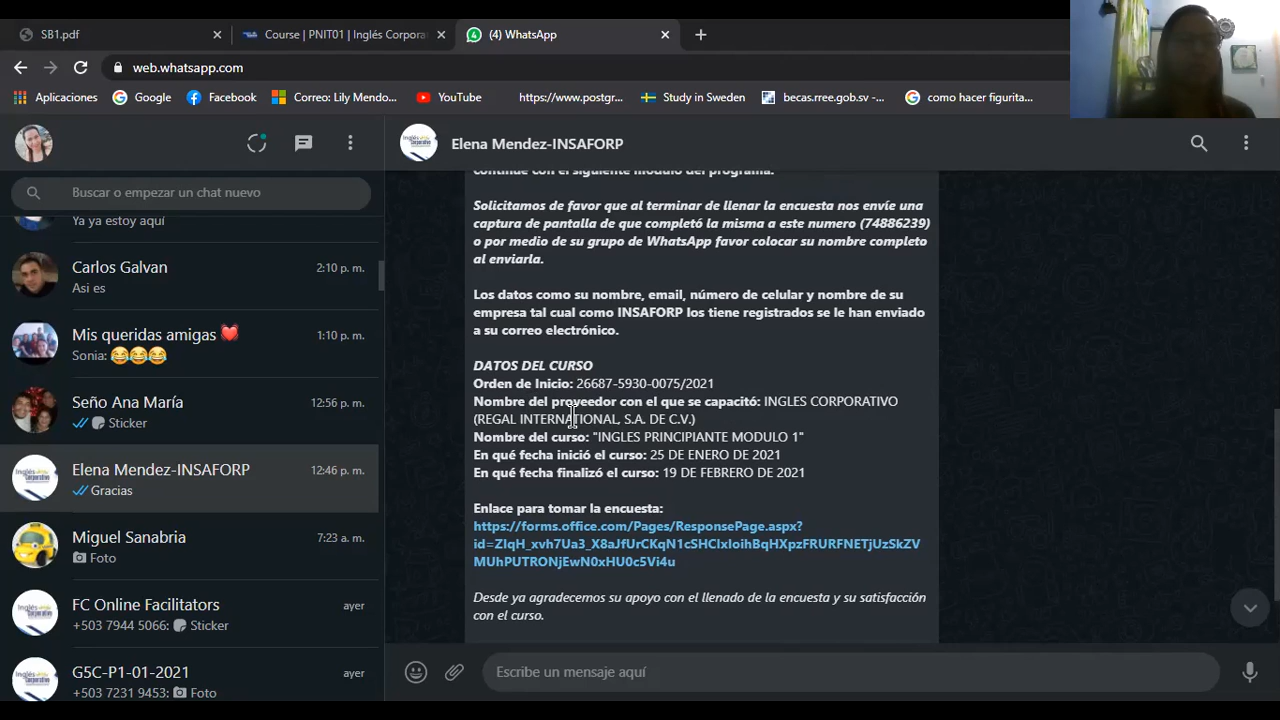 SB1.pdf
Course | PNIT01 | Inglés Corpora
(4) WhatsApp
web.whatsapp.com
Aplicaciones
Google
Facebook
Correo: Lily Mendo...
YouTube
https://www.postgr...
Study in Sweden
becas.rree.gob.sv -...
como hacer figurita...
Buscar o empezar un chat nuevo
Ya ya estoy aquí
Carlos Galvan
2:10 p. m.
Asi es
Mis queridas amigas
1:10 p. m.
Sonia: 😂😂😂
Seño Ana María
12:56 p. m.
Sticker
Elena Mendez-INSAFORP
12:46 p. m.
Gracias
Miguel Sanabria
7:23 a. m.
Foto
FC Online Facilitators
ayer
+503 7944 5066: Sticker
G5C-P1-01-2021
ayer
+503 7231 9453: Foto
Elena Mendez-INSAFORP
continúe con el siguiente módulo del programa.
Solicitamos de favor que al terminar de llenar la encuesta nos envíe una
captura de pantalla de que completó la misma a este numero (74886239)
o por medio de su grupo de WhatsApp favor colocar su nombre completo
al enviarla.
Los datos como su nombre, email, número de celular y nombre de su
empresa tal cual como INSAFORP los tiene registrados se le han enviado
a su correo electrónico.
DATOS DEL CURSO
Orden de Inicio: 26687-5930-0075/2021
Nombre del proveedor con el que se capacitó: INGLES CORPORATIVO
(REGAL INTERNATIONAL, S.A. DE C.V.)
Nombre del curso: "INGLES PRINCIPIANTE MODULO 1"
En qué fecha inició el curso: 25 DE ENERO DE 2021
En qué fecha finalizó el curso: 19 DE FEBRERO DE 2021
Enlace para tomar la encuesta:
https://forms.office.com/Pages/ResponsePage.aspx?
id=ZIqH_xvh7Ua3_X8aJfUrCKqN1cSHClxIoihBqHXpzFRURFNETjUzSkZV
MUhPUTRONjEwN0xHU0c5Vi4u
Desde ya agradecemos su apoyo con el llenado de la encuesta y su satisfacción
con el curso.
Escribe un mensaje aquí